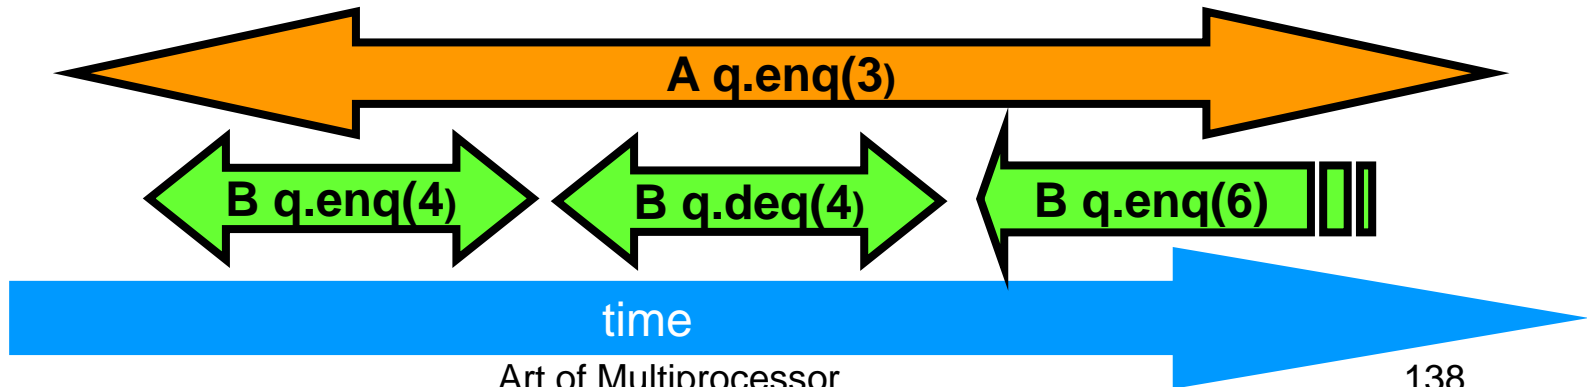 A q.enq(3)
B q.enq(4) B q.deq(4) B q.enq(6)
time
Art of Multiprocessor 138